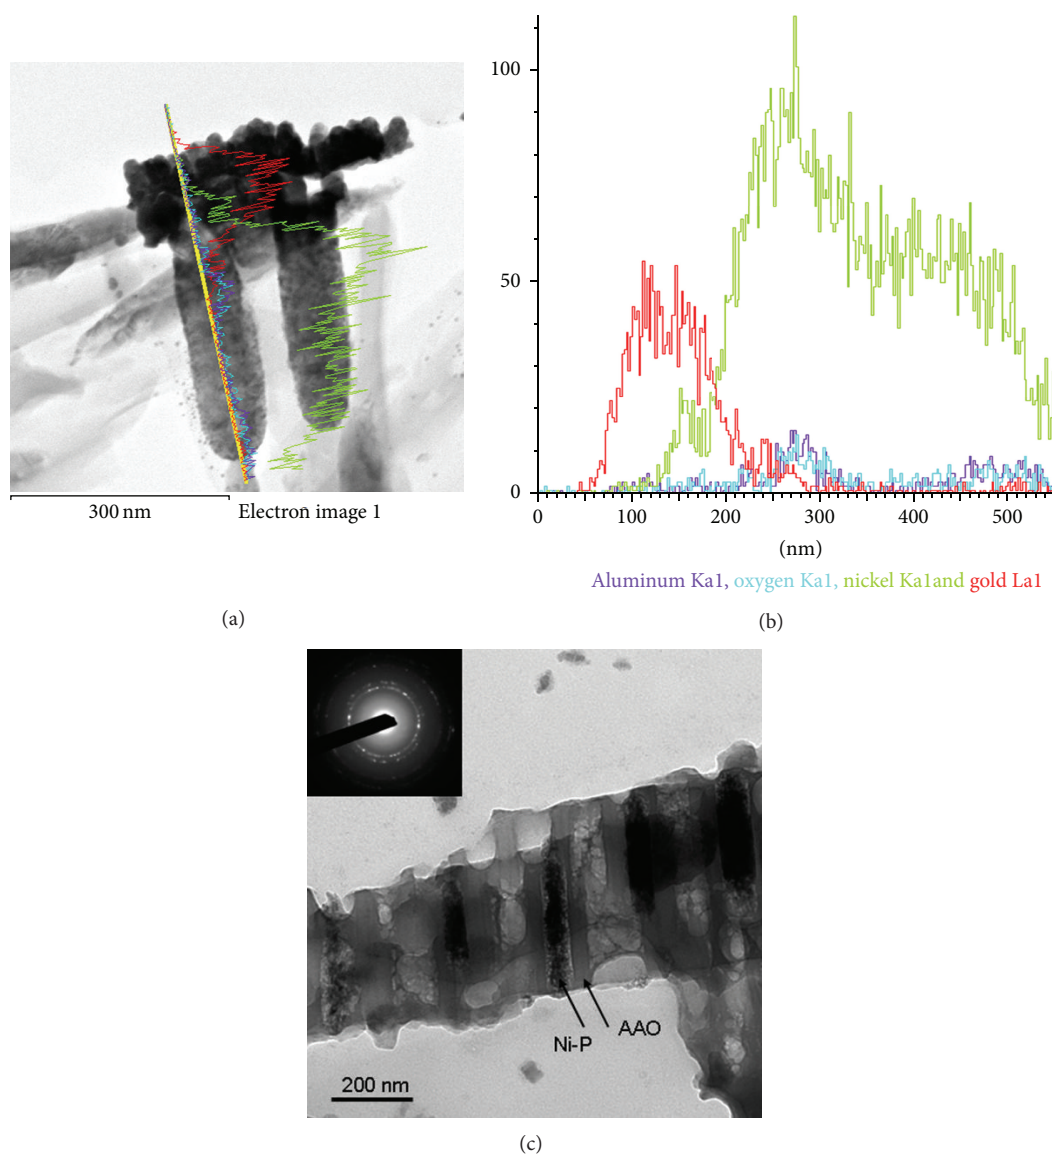 300 nm
Electron image 1
(a)
100
50
0
0 100 200 300 400 500
(nm)
Aluminum Ka1, oxygen Ka1, nickel Ka1and gold La1
(b)
Ni-P
AAO
200 nm
(c)